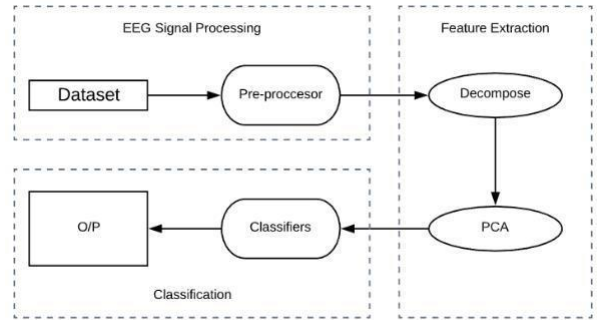 EEG Signal Processing
Feature Extraction
Dataset
Pre-proccesor
Decompose
O/P
Classifiers
PCA
Classification